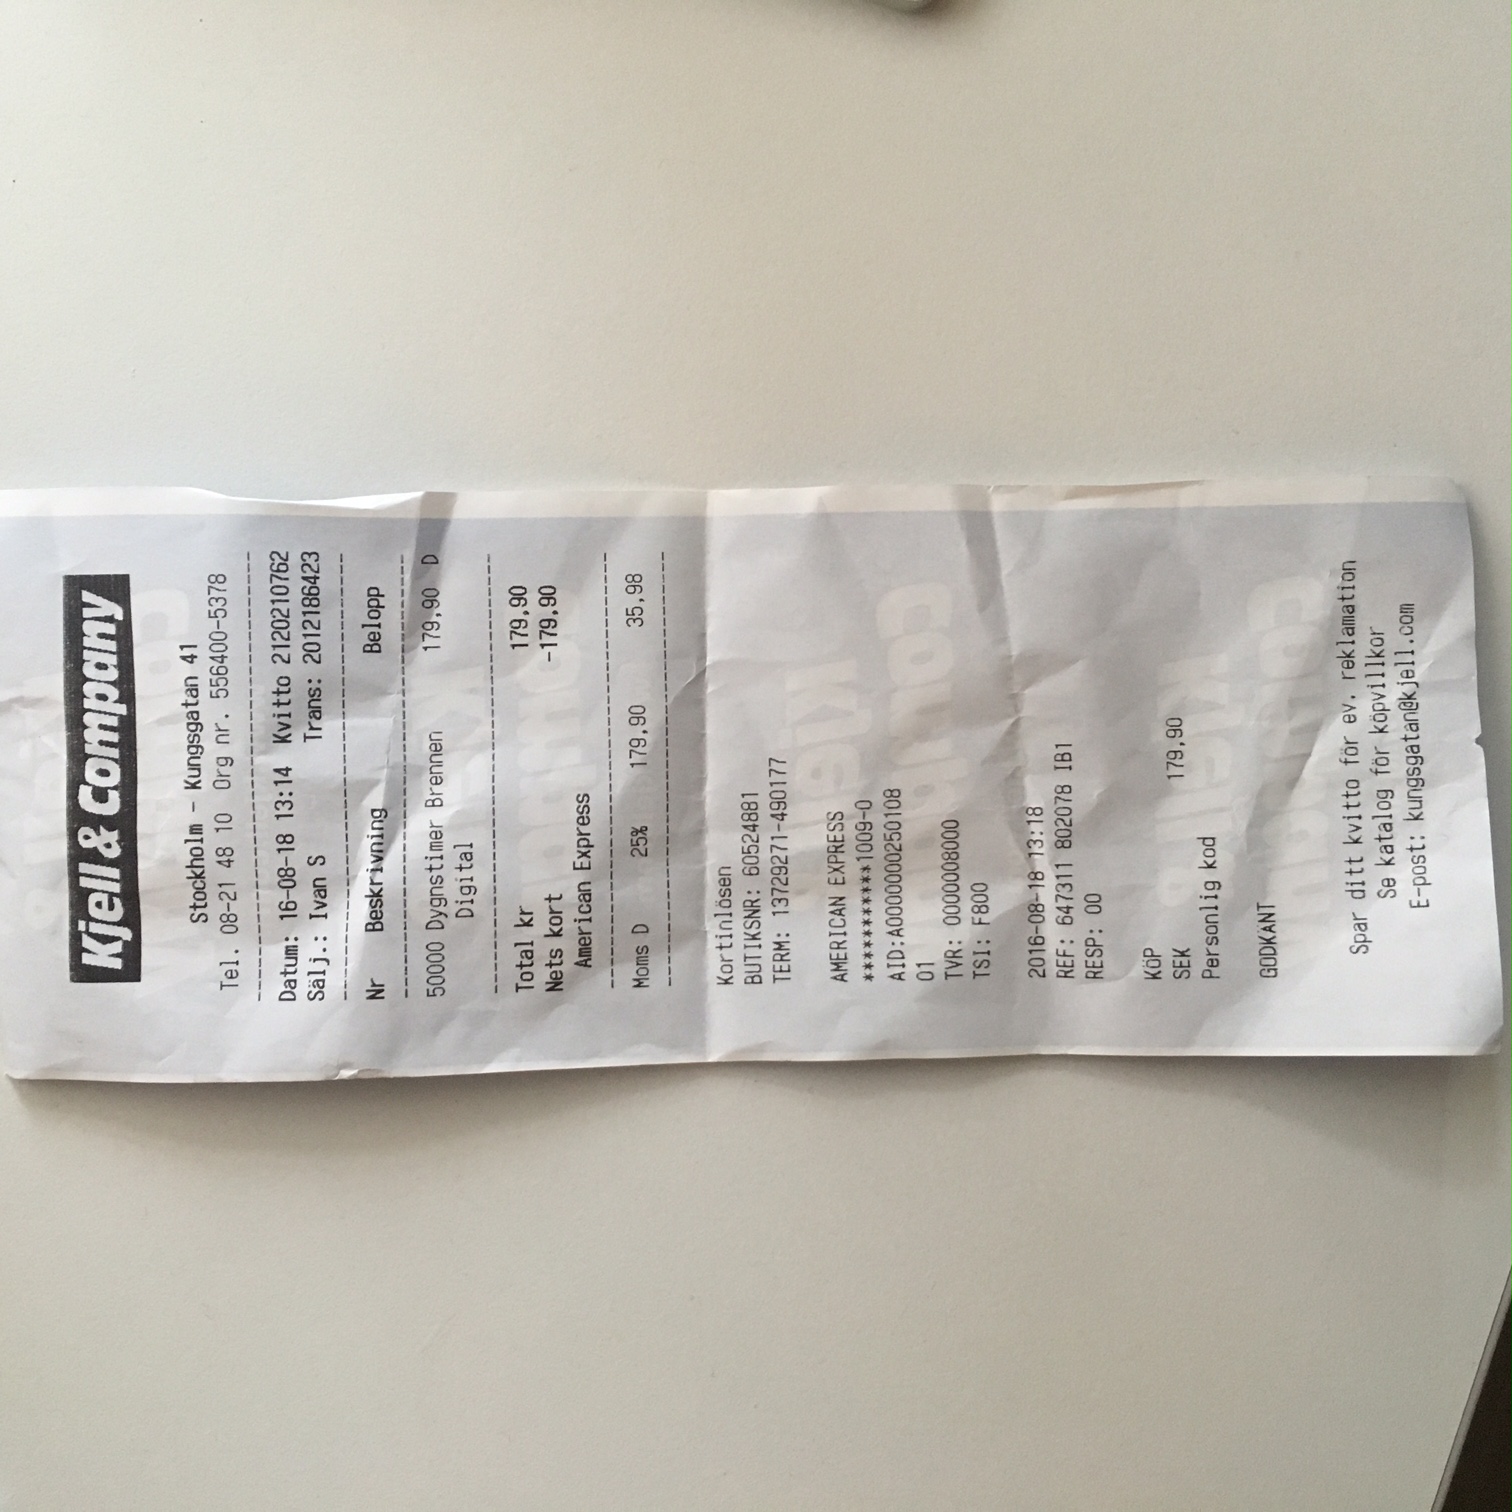 Kjell & Company
Stockholm - Kungsgatan 41
Tel. 08-21 48 10 Org nr. 556400-5378
Datum: 16-08-18 13:14 Kvitto 2120210762
Sälj.: Ivan S Trans: 2012186423
Nr Beskrivning Belopp
50000 Dygnstimer Brennen 179,90 D
Digital
Total kr 179,90
Nets kort -179,90
American Express
Moms D 25% 179,90 35,98
Kortinlösen
BUTIKSNR: 60524881
TERM: 13729271-490177
AMERICAN EXPRESS
***********1009-0
AID:A0000000250108
01
TVR: 0000008000
TSI: F800
2016-08-18 13:18
REF: 647311 802078 IB1
RESP: 00
KöP
SEK 179,90
Personlig kod
GODKÄNT
Spar ditt kvitto för ev. reklamation
Se katalog för köpvillkor
E-post: kungsgatan@kjell.com